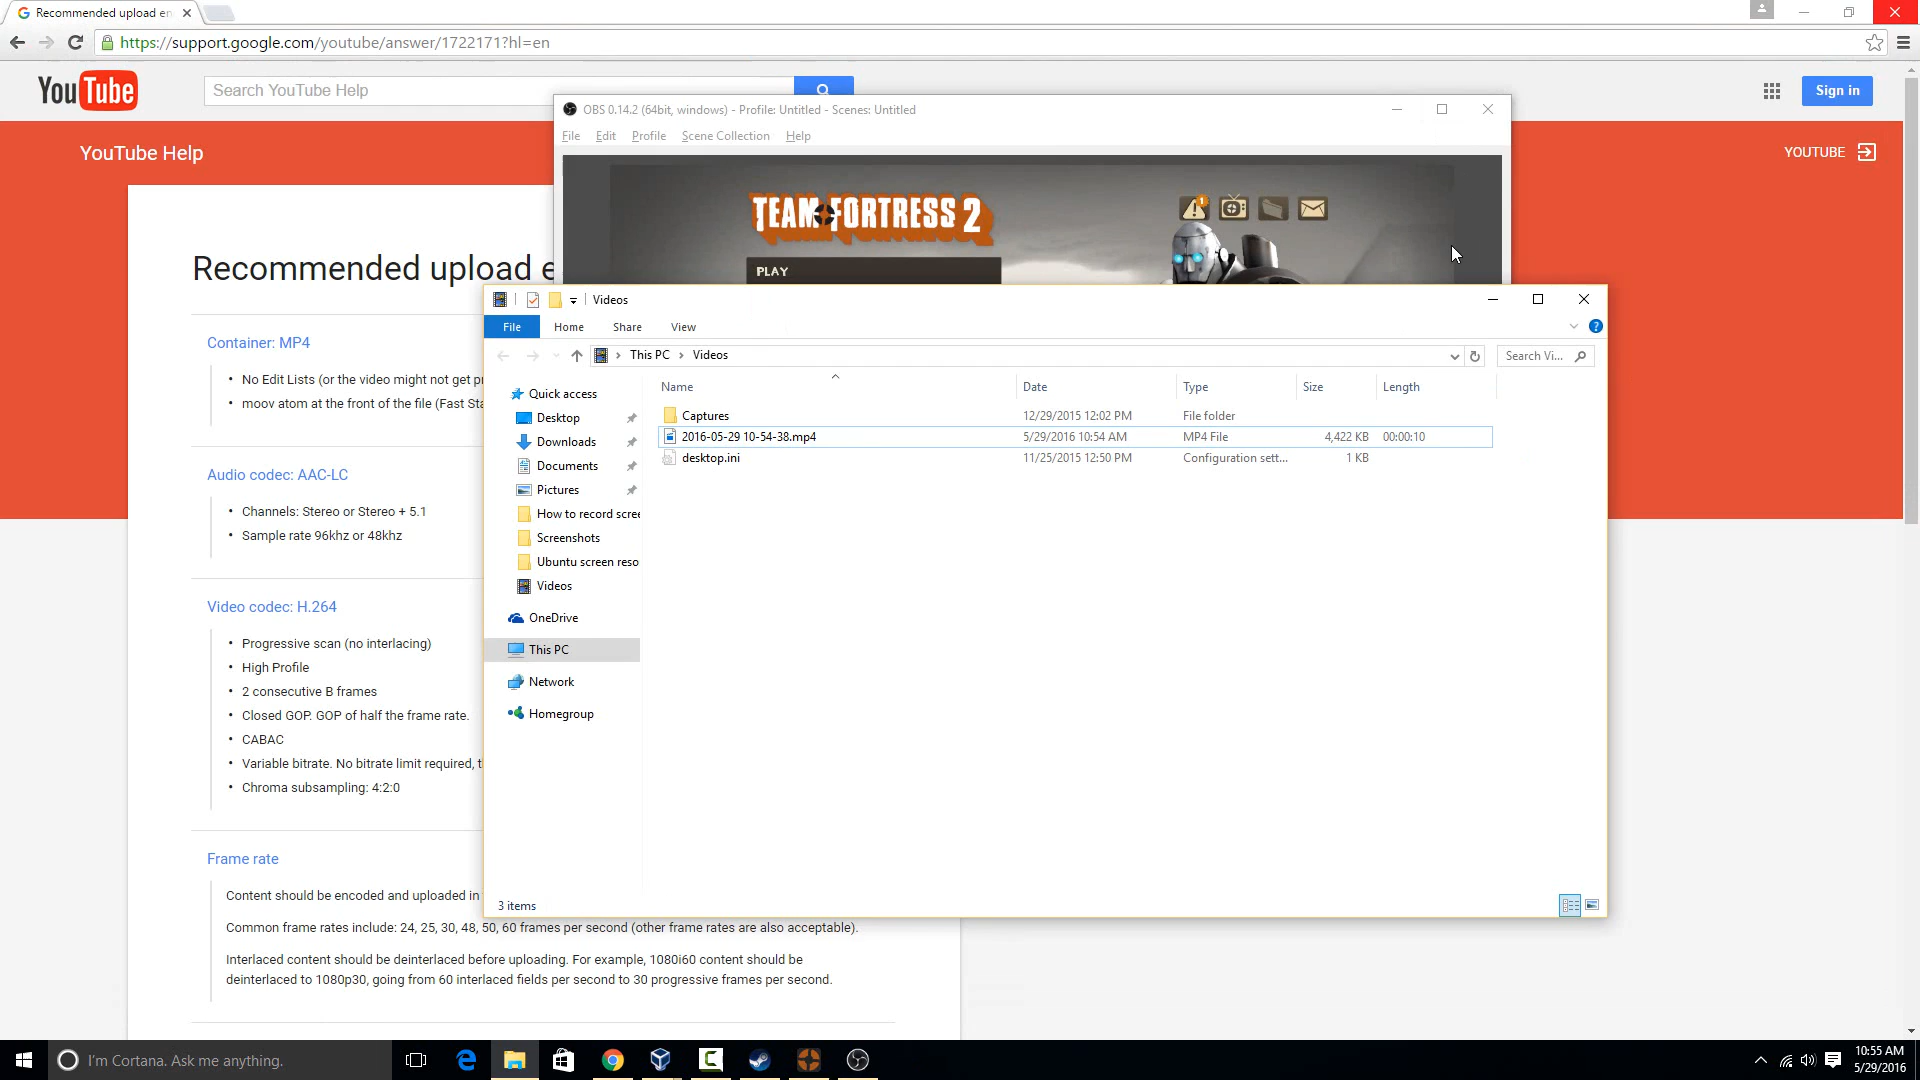 Recommended upload en
https://support.google.com/youtube/answer/1722171?hl=en
YouTube
Search YouTube Help
Sign in
YouTube Help
YOUTUBE
Recommended upload e
Container: MP4
No Edit Lists (or the video might not get pr
moov atom at the front of the file (Fast Sta
Audio codec: AAC-LC
Channels: Stereo or Stereo + 5.1
Sample rate 96khz or 48khz
Video codec: H.264
Progressive scan (no interlacing)
High Profile
2 consecutive B frames
Closed GOP. GOP of half the frame rate.
CABAC
Variable bitrate. No bitrate limit required, t
Chroma subsampling: 4:2:0
Frame rate
Content should be encoded and uploaded in
Common frame rates include: 24, 25, 30, 48, 50, 60 frames per second (other frame rates are also acceptable).
Interlaced content should be deinterlaced before uploading. For example, 1080i60 content should be
deinterlaced to 1080p30, going from 60 interlaced fields per second to 30 progressive frames per second.
OBS 0.14.2 (64bit, windows) - Profile: Untitled - Scenes: Untitled
File Edit Profile Scene Collection Help
TEAM FORTRESS 2
1
PLAY
Videos
File Home Share View
This PC Videos
Search Vi...
Name Date Type Size Length
Captures 12/29/2015 12:02 PM File folder
2016-05-29 10-54-38.mp4 5/29/2016 10:54 AM MP4 File 4,422 KB 00:00:10
desktop.ini 11/25/2015 12:50 PM Configuration sett... 1 KB
Quick access
Desktop
Downloads
Documents
Pictures
How to record scree
Screenshots
Ubuntu screen reso
Videos
OneDrive
This PC
Network
Homegroup
3 items
I'm Cortana. Ask me anything.
10:55 AM
5/29/2016